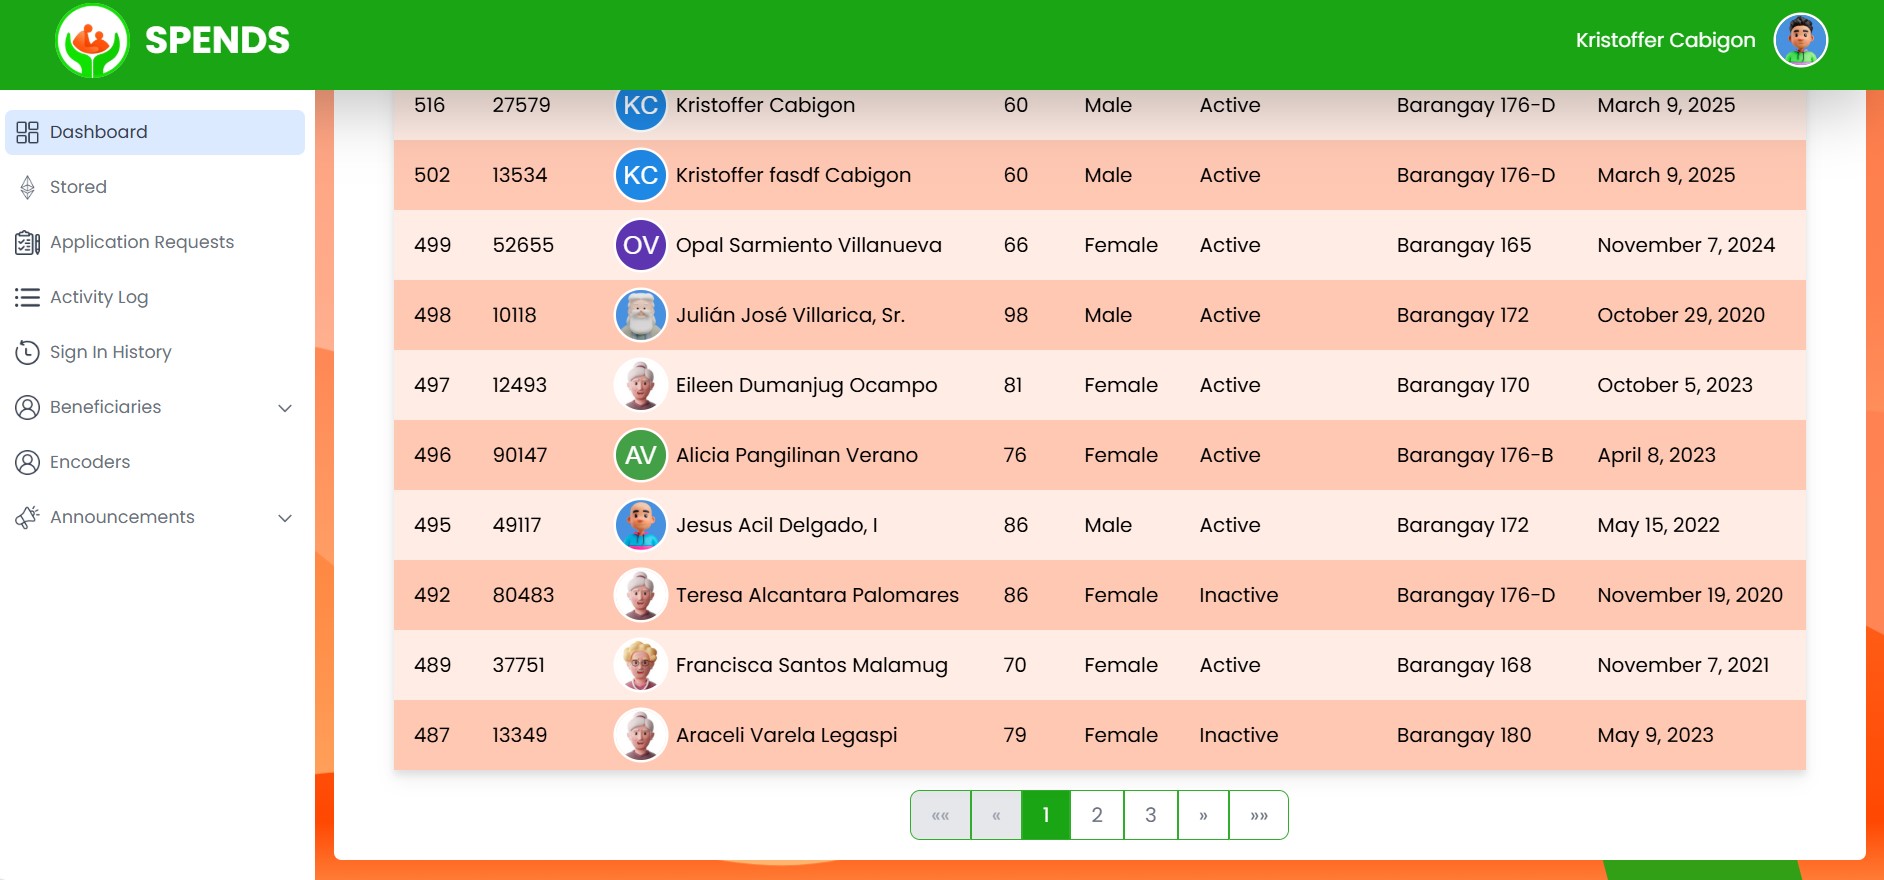 SPENDS
Kristoffer Cabigon
Dashboard
Stored
Application Requests
Activity Log
Sign In History
Beneficiaries
Encoders
Announcements
516 27579 KC Kristoffer Cabigon 60 Male Active Barangay 176-D March 9, 2025
502 13534 KC Kristoffer fasdf Cabigon 60 Male Active Barangay 176-D March 9, 2025
499 52655 OV Opal Sarmiento Villanueva 66 Female Active Barangay 165 November 7, 2024
498 10118 Julián José Villarica, Sr. 98 Male Active Barangay 172 October 29, 2020
497 12493 Eileen Dumanjug Ocampo 81 Female Active Barangay 170 October 5, 2023
496 90147 AV Alicia Pangilinan Verano 76 Female Active Barangay 176-B April 8, 2023
495 49117 Jesus Acil Delgado, I 86 Male Active Barangay 172 May 15, 2022
492 80483 Teresa Alcantara Palomares 86 Female Inactive Barangay 176-D November 19, 2020
489 37751 Francisca Santos Malamug 70 Female Active Barangay 168 November 7, 2021
487 13349 Araceli Varela Legaspi 79 Female Inactive Barangay 180 May 9, 2023
«« « 1 2 3 » »»